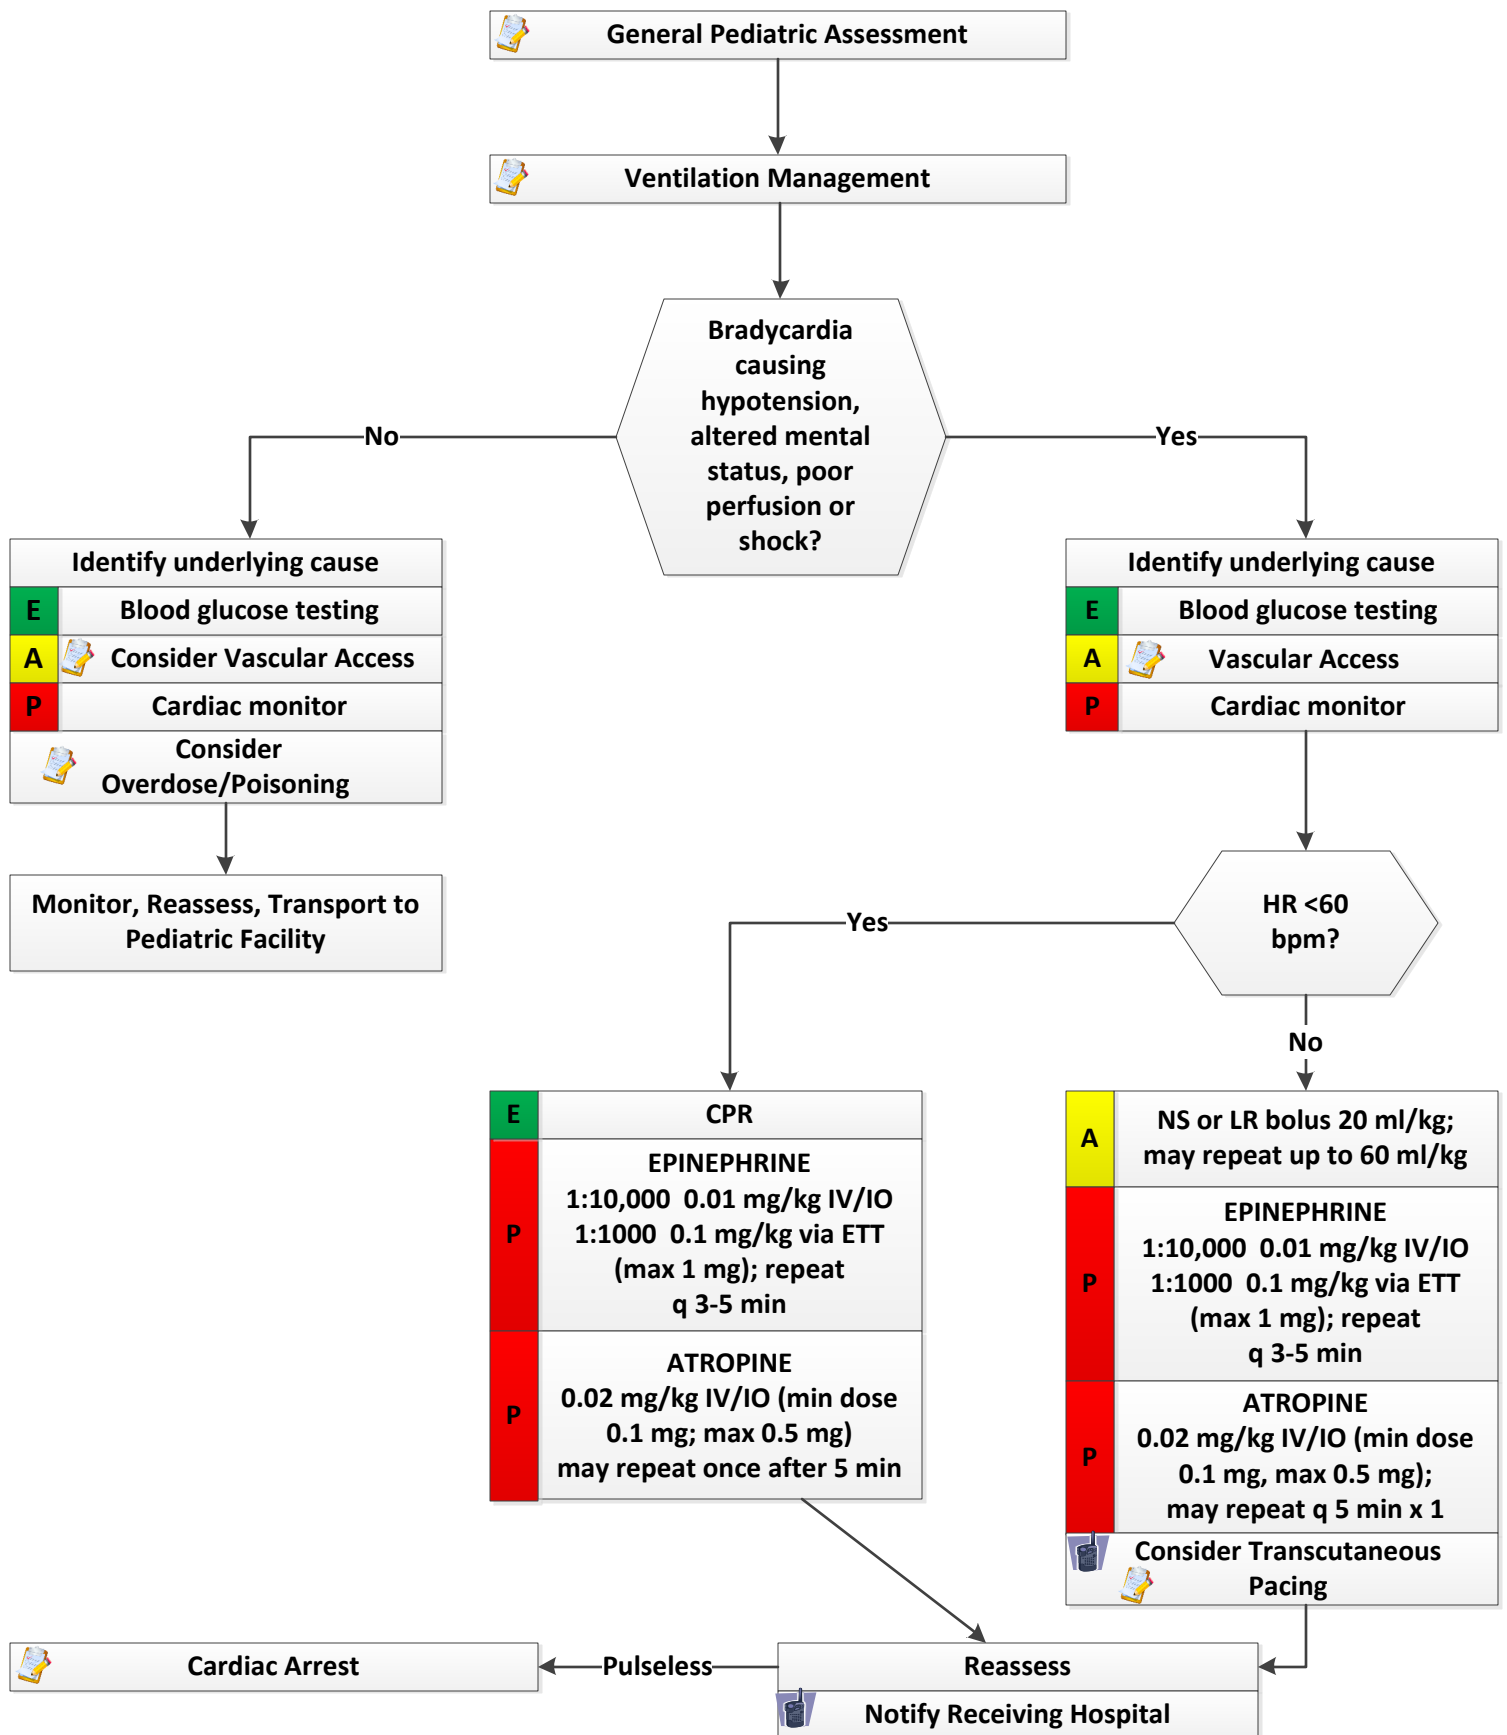 General Pediatric Assessment
Ventilation Management
Bradycardia
causing
hypotension,
altered mental
status, poor
perfusion or
shock?
No
Yes
Identify underlying cause
E Blood glucose testing
A Consider Vascular Access
P Cardiac monitor
Consider
Overdose/Poisoning
Monitor, Reassess, Transport to
Pediatric Facility
Identify underlying cause
E Blood glucose testing
A Vascular Access
P Cardiac monitor
HR <60
bpm?
Yes
No
E CPR
P
EPINEPHRINE
1:10,000 0.01 mg/kg IV/IO
1:1000 0.1 mg/kg via ETT
(max 1 mg); repeat
q 3-5 min
P
ATROPINE
0.02 mg/kg IV/IO (min dose
0.1 mg; max 0.5 mg)
may repeat once after 5 min
A
NS or LR bolus 20 ml/kg;
may repeat up to 60 ml/kg
P
EPINEPHRINE
1:10,000 0.01 mg/kg IV/IO
1:1000 0.1 mg/kg via ETT
(max 1 mg); repeat
q 3-5 min
P
ATROPINE
0.02 mg/kg IV/IO (min dose
0.1 mg, max 0.5 mg);
may repeat q 5 min x 1
Consider Transcutaneous
Pacing
Reassess
Notify Receiving Hospital
Pulseless
Cardiac Arrest